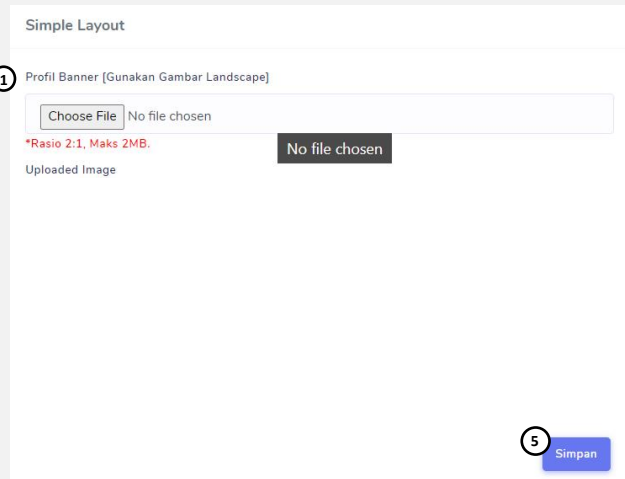 Simple Layout
1
Profil Banner [Gunakan Gambar Landscape]
Choose File No file chosen
*Rasio 2:1, Maks 2MB.
No file chosen
Uploaded Image
5
Simpan